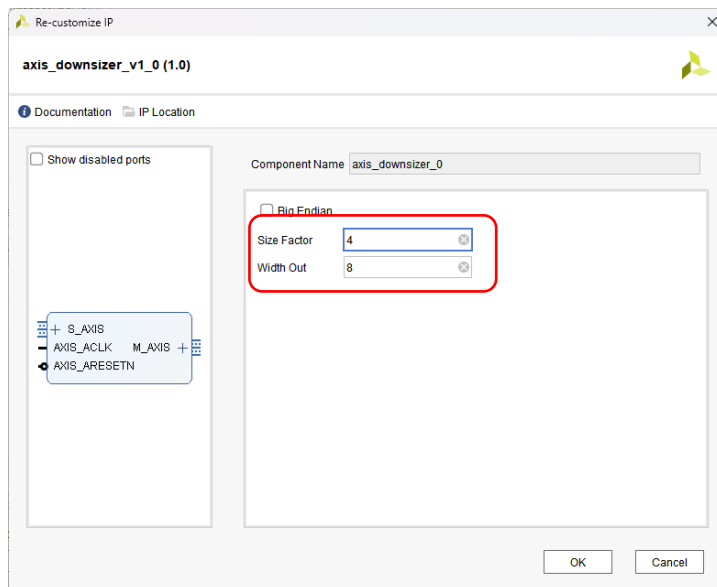 Re-customize IP
axis_downsizer_v1_0 (1.0)
Documentation IP Location
Show disabled ports
S_AXIS
AXIS_ACLK M_AXIS
AXIS_ARESETN
Component Name axis_downsizer_0
Big Endian
Size Factor 4
Width Out 8
OK Cancel